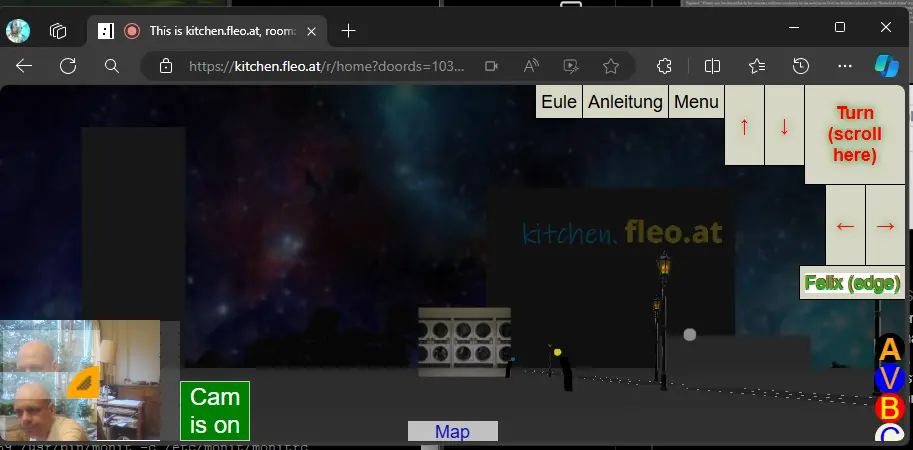 This is kitchen.fleo.at, room:
https://kitchen.fleo.at/r/home?doords=103...
Eule
Anleitung
Menu
↑
↓
Turn
(scroll
here)
←
→
kitchen. fleo.at
Felix (edge)
A
V
B
C
Cam
is on
Map
/usr/bin/monit -c /etc/monit/monitrc